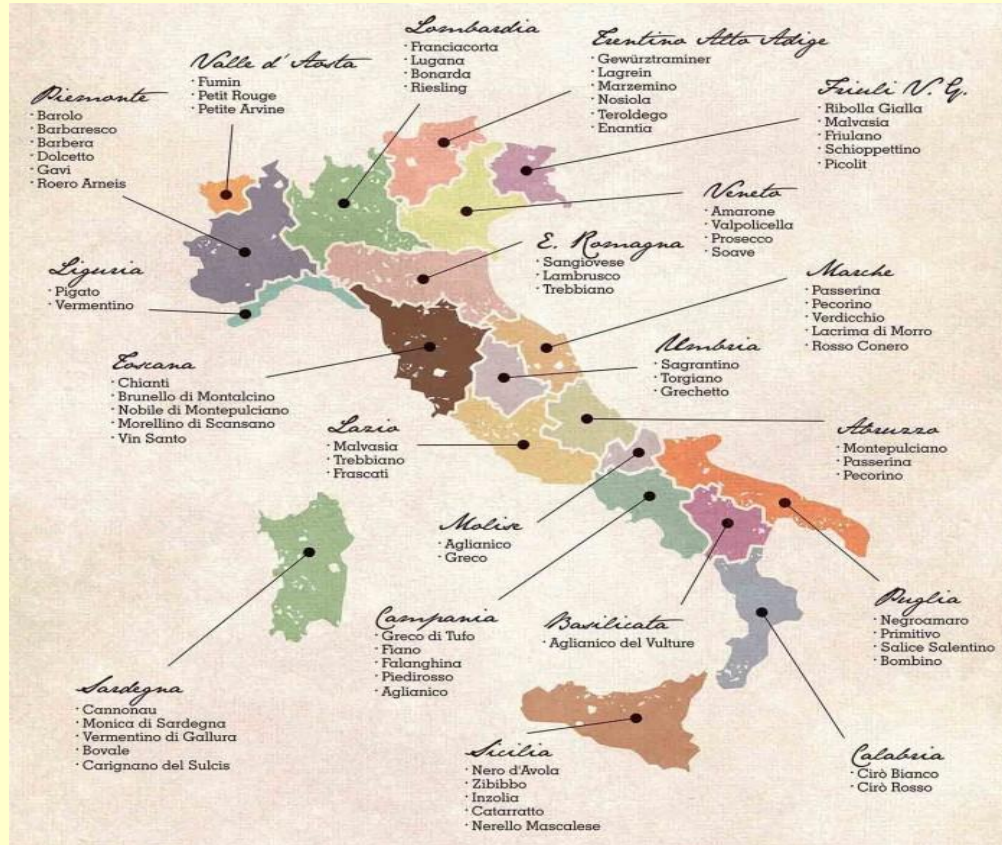 Lombardia
· Franciacorta
· Lugana
· Bonarda
· Riesling
Trentino Alto Adige
· Gewürztraminer
· Lagrein
· Marzemino
· Nosiola
· Teroldego
· Enantia
Valle d'Aosta
· Fumin
· Petit Rouge
· Petite Arvine
Friuli V. G.
· Ribolla Gialla
· Malvasia
· Friulano
· Schioppettino
· Picolit
Piemonte
· Barolo
· Barbaresco
· Barbera
· Dolcetto
· Gavi
· Roero Arneis
Veneto
· Amarone
· Valpolicella
· Prosecco
· Soave
E. Romagna
· Sangiovese
· Lambrusco
· Trebbiano
Liguria
· Pigato
· Vermentino
Marche
· Passerina
· Pecorino
· Verdicchio
· Lacrima di Morro
· Rosso Conero
Umbria
· Sagrantino
· Torgiano
· Grechetto
Toscana
· Chianti
· Brunello di Montalcino
· Nobile di Montepulciano
· Morellino di Scansano
· Vin Santo
Lazio
· Malvasia
· Trebbiano
· Frascati
Abruzzo
· Montepulciano
· Passerina
· Pecorino
Molise
· Aglianico
· Greco
Campania
· Greco di Tufo
· Fiano
· Falanghina
· Piedirosso
· Aglianico
Basilicata
· Aglianico del Vulture
Puglia
· Negroamaro
· Primitivo
· Salice Salentino
· Bombino
Sardegna
· Cannonau
· Monica di Sardegna
· Vermentino di Gallura
· Bovale
· Carignano del Sulcis
Sicilia
· Nero d'Avola
· Zibibbo
· Inzolia
· Catarratto
· Nerello Mascalese
Calabria
· Cirò Bianco
· Cirò Rosso